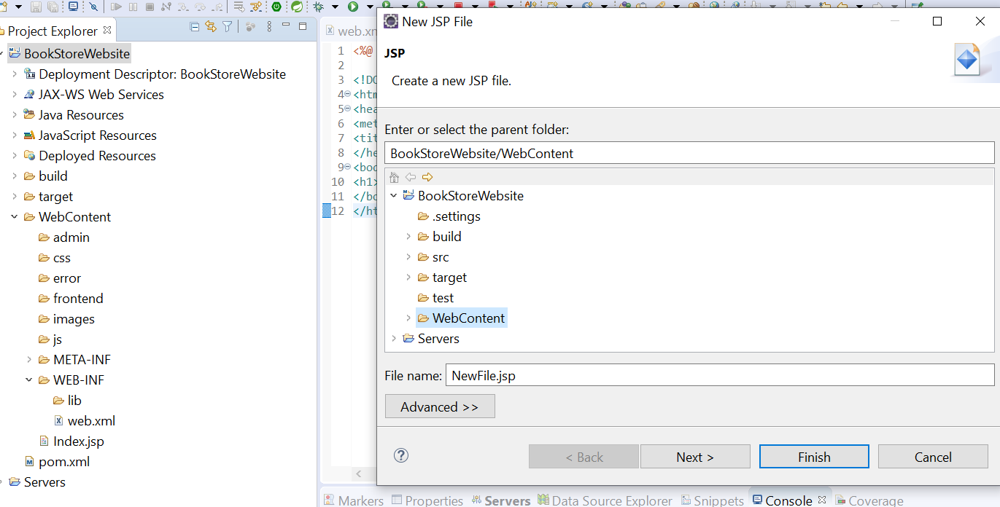 Project Explorer
BookStoreWebsite
Deployment Descriptor: BookStoreWebsite
JAX-WS Web Services
Java Resources
JavaScript Resources
Deployed Resources
build
target
WebContent
admin
css
error
frontend
images
js
META-INF
WEB-INF
lib
web.xml
Index.jsp
pom.xml
Servers
web.xn
1 <%@
2
3 <!DO
4 <htm
5 <hea
6 <met
7 <tit
8 </he
9 <boo
10 <h1>
11 </bo
12 </ht
New JSP File
JSP
Create a new JSP file.
Enter or select the parent folder:
BookStoreWebsite/WebContent
BookStoreWebsite
.settings
build
src
target
test
WebContent
Servers
File name: NewFile.jsp
Advanced >>
? < Back Next > Finish Cancel
Markers Properties Servers Data Source Explorer Snippets Console Coverage